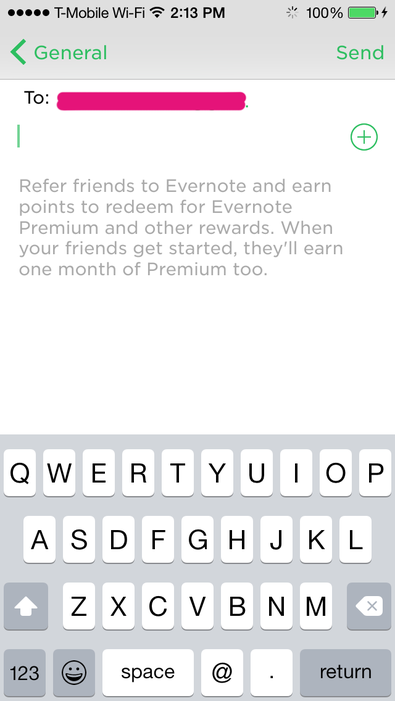 T-Mobile Wi-Fi 2:13 PM 100%
General Send
To:
Refer friends to Evernote and earn
points to redeem for Evernote
Premium and other rewards. When
your friends get started, they'll earn
one month of Premium too.
Q W E R T Y U I O P
A S D F G H J K L
Z X C V B N M
123 space @ . return